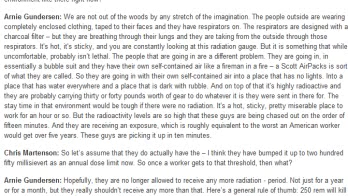 Arnie Gundersen: We are not out of the woods by any stretch of the imagination. The people outside are wearing
completely enclosed clothing, taped to their faces and they have respirators on. The respirators are designed with a
charcoal filter – but they are breathing through their lungs and they are taking from the outside through those
respirators. It's hot, it's sticky, and you are constantly looking at this radiation gauge. But it is something that while
uncomfortable, probably isn't lethal. The people that are going in are a different problem. They are going in, in
essentially a bubble suit and they have their own self-contained air like a fireman in a fire – a Scott AirPacks is sort
of what they are called. So they are going in with their own self-contained air into a place that has no lights. Into a
place that has water everywhere and a place that is dark with rubble. And on top of that it's highly radioactive and
they are probably carrying thirty or forty pounds worth of gear to do whatever it is they were sent in there for. The
stay time in that environment would be tough if there were no radiation. It's a hot, sticky, pretty miserable place to
work for an hour or so. But the radioactivity levels are so high that these guys are being chased out on the order of
fifteen minutes. And they are receiving an exposure, which is roughly equivalent to the worst an American worker
would get over five years. These guys are picking it up in ten minutes.
Chris Martenson: So let's assume that they do actually have the – I think they have bumped it up to two hundred
fifty millisievert as an annual dose limit now. So once a worker gets to that threshold, then what?
Arnie Gundersen: Hopefully, they are no longer allowed to receive any more radiation - period. Not just for a year
or for a month, but they really shouldn't receive any more than that. Here's a general rule of thumb: 250 rem will kill